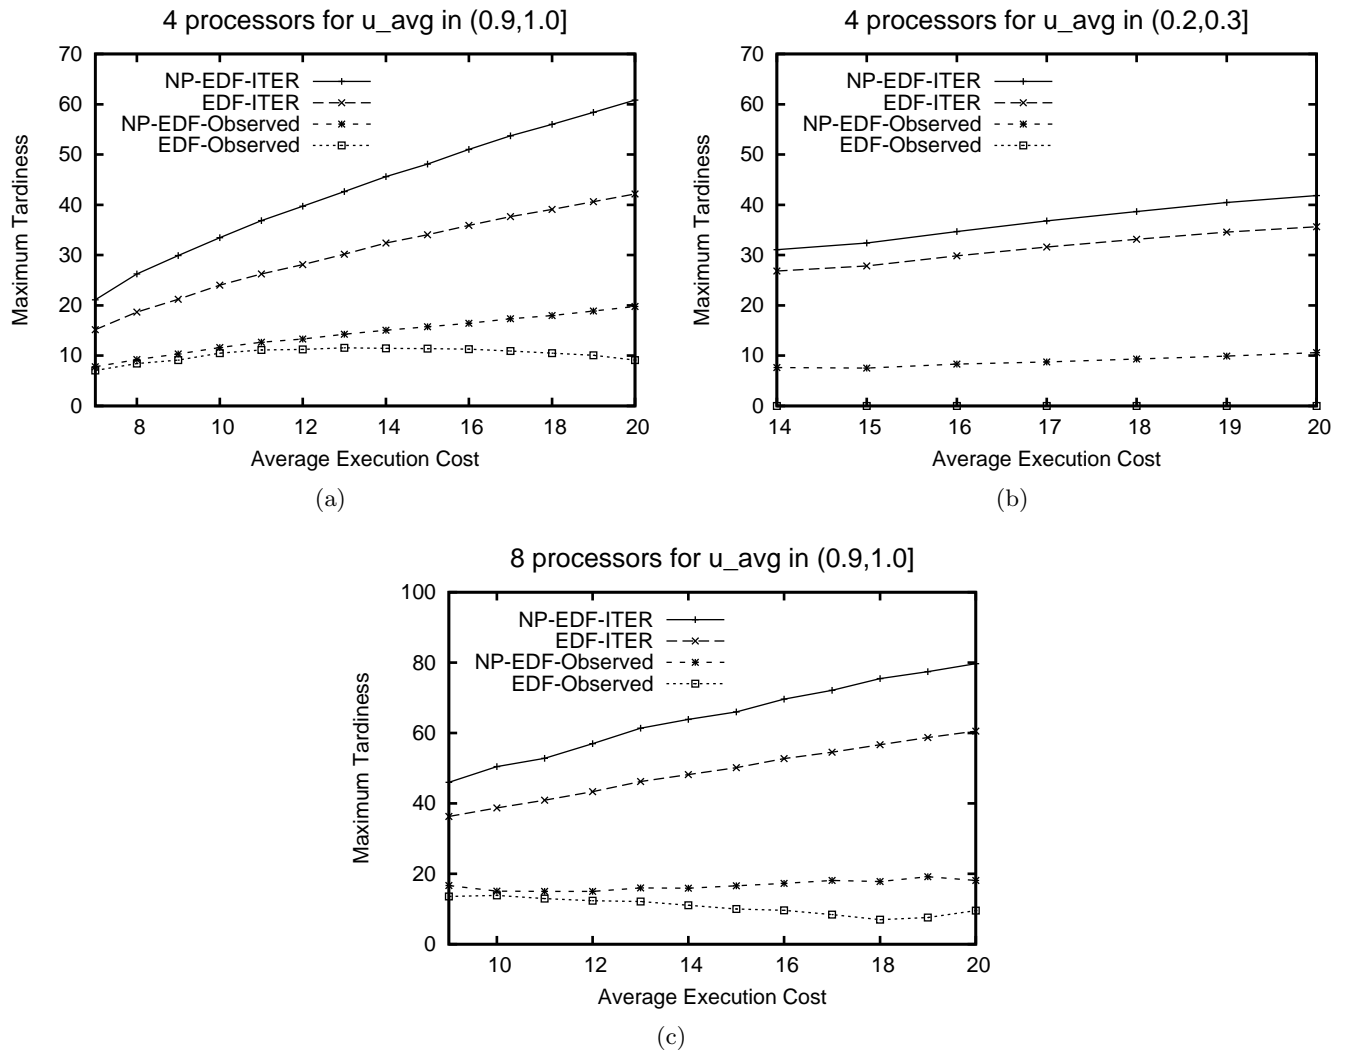 4 processors for u_avg in (0.9,1.0]
70
60
50
40
30
20
10
0
Maximum Tardiness
NP-EDF-ITER
EDF-ITER
NP-EDF-Observed
EDF-Observed
8 10 12 14 16 18 20
Average Execution Cost
(a)
4 processors for u_avg in (0.2,0.3]
70
60
50
40
30
20
10
0
Maximum Tardiness
NP-EDF-ITER
EDF-ITER
NP-EDF-Observed
EDF-Observed
14 15 16 17 18 19 20
Average Execution Cost
(b)
8 processors for u_avg in (0.9,1.0]
100
80
60
40
20
0
Maximum Tardiness
NP-EDF-ITER
EDF-ITER
NP-EDF-Observed
EDF-Observed
10 12 14 16 18 20
Average Execution Cost
(c)